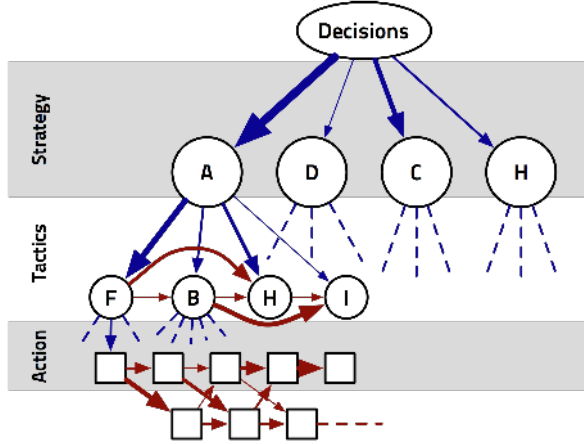 Decisions
Strategy
A
D
C
H
Tactics
F
B
H
I
Action